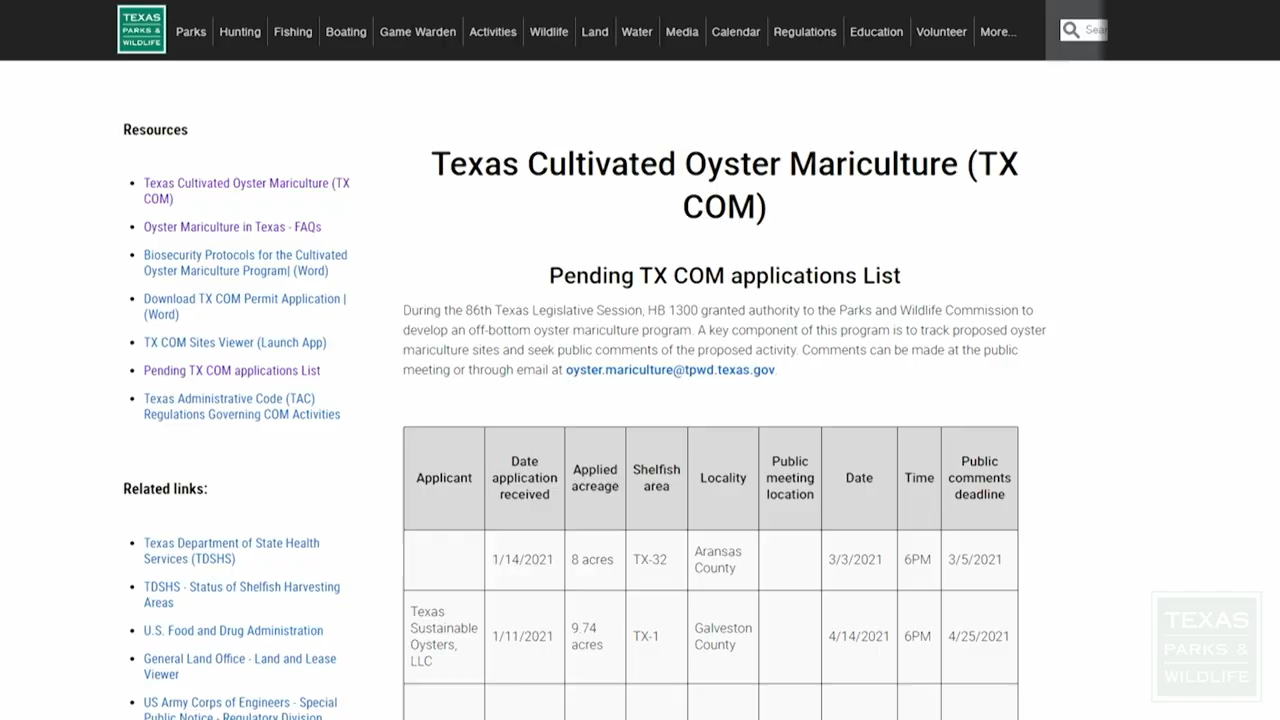 TEXAS
PARKS &
WILDLIFE
Parks
Hunting
Fishing
Boating
Game Warden
Activities
Wildlife
Land
Water
Media
Calendar
Regulations
Education
Volunteer
More...
Sear
Resources
Texas Cultivated Oyster Mariculture (TX
COM)
Oyster Mariculture in Texas - FAQs
Biosecurity Protocols for the Cultivated
Oyster Mariculture Program| (Word)
Download TX COM Permit Application |
(Word)
TX COM Sites Viewer (Launch App)
Pending TX COM applications List
Texas Administrative Code (TAC)
Regulations Governing COM Activities
Related links:
Texas Department of State Health
Services (TDSHS)
TDSHS - Status of Shelfish Harvesting
Areas
U.S. Food and Drug Administration
General Land Office - Land and Lease
Viewer
US Army Corps of Engineers - Special
Public Notice - Regulatory Division
Texas Cultivated Oyster Mariculture (TX
COM)
Pending TX COM applications List
During the 86th Texas Legislative Session, HB 1300 granted authority to the Parks and Wildlife Commission to
develop an off-bottom oyster mariculture program. A key component of this program is to track proposed oyster
mariculture sites and seek public comments of the proposed activity. Comments can be made at the public
meeting or through email at oyster.mariculture@tpwd.texas.gov.
Applicant
Date
application
received
Applied
acreage
Shelfish
area
Locality
Public
meeting
location
Date
Time
Public
comments
deadline
1/14/2021
8 acres
TX-32
Aransas
County
3/3/2021
6PM
3/5/2021
Texas
Sustainable
Oysters,
LLC
1/11/2021
9.74
acres
TX-1
Galveston
County
4/14/2021
6PM
4/25/2021
TEXAS
PARKS &
WILDLIFE